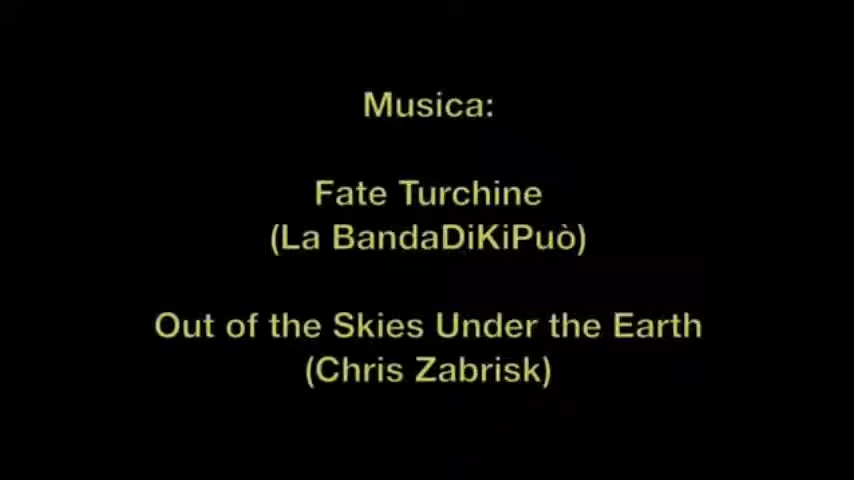 Musica:
Fate Turchine
(La BandaDiKiPuò)
Out of the Skies Under the Earth
(Chris Zabrisk)